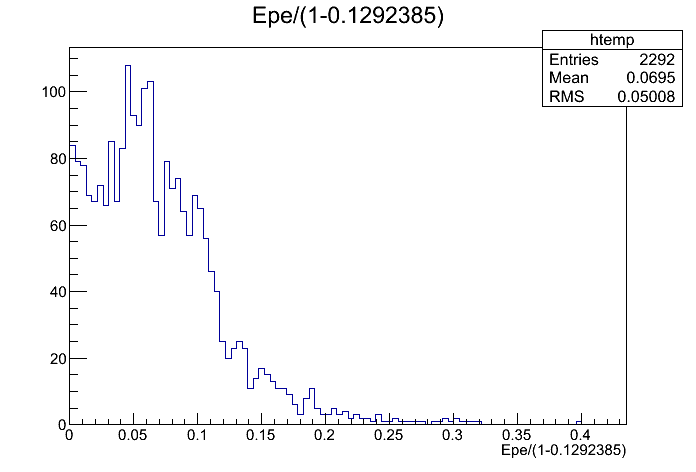 Epe/(1-0.1292385)
htemp
Entries 2292
Mean 0.0695
RMS 0.05008
100
80
60
40
20
0
0 0.05 0.1 0.15 0.2 0.25 0.3 0.35 0.4
Epe/(1-0.1292385)